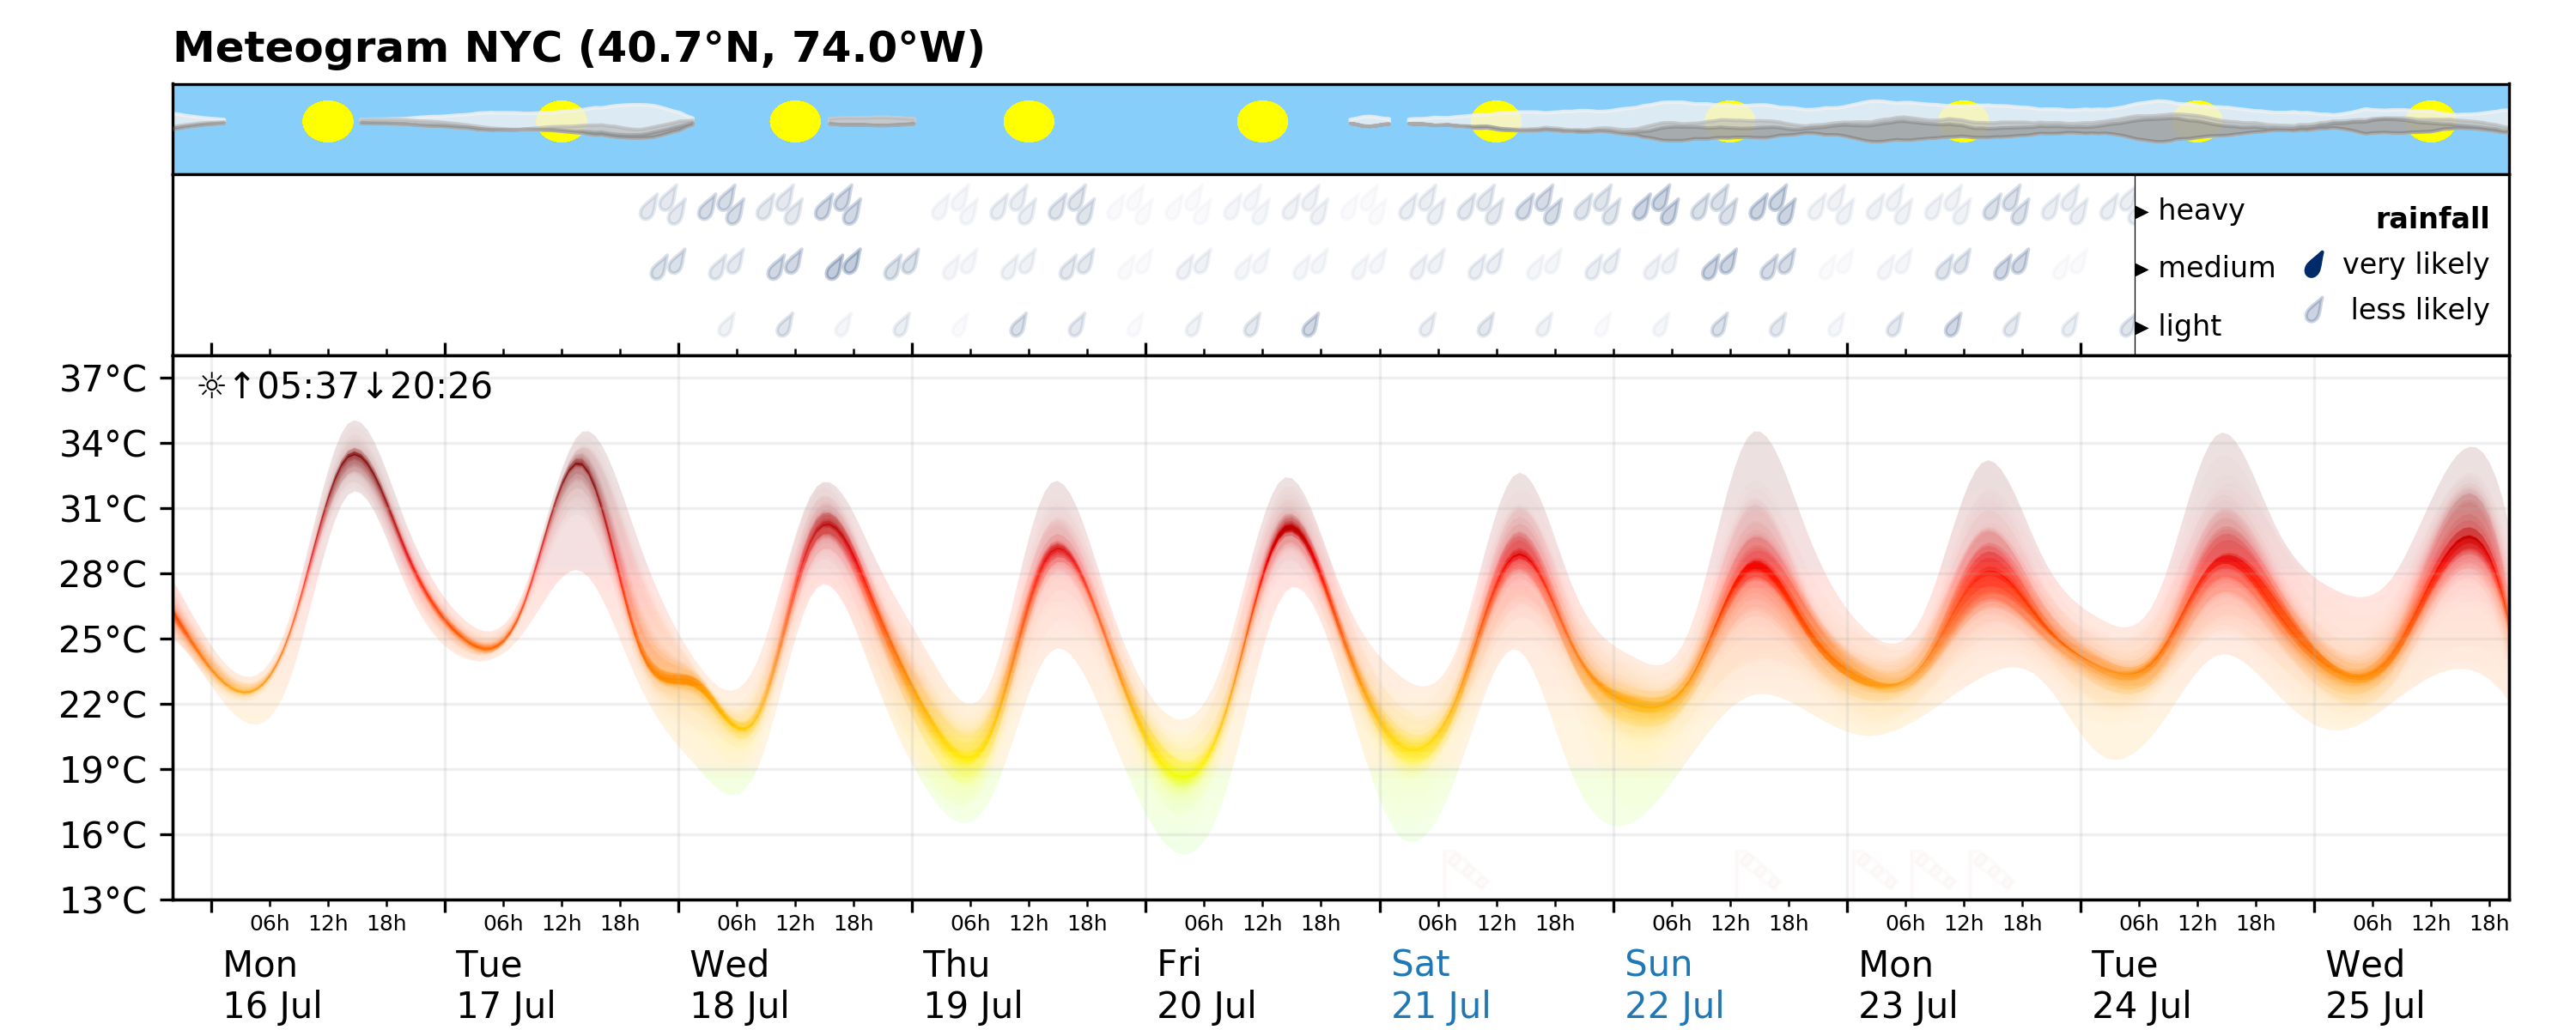 Meteogram NYC (40.7°N, 74.0°W)
▸ heavy
rainfall
▸ medium
very likely
less likely
▸ light
37°C
☼↑05:37↓20:26
34°C
31°C
28°C
25°C
22°C
19°C
16°C
13°C
06h 12h 18h 06h 12h 18h 06h 12h 18h 06h 12h 18h 06h 12h 18h 06h 12h 18h 06h 12h 18h 06h 12h 18h 06h 12h 18h 06h 12h 18h
Mon Tue Wed Thu Fri Sat Sun Mon Tue Wed
16 Jul 17 Jul 18 Jul 19 Jul 20 Jul 21 Jul 22 Jul 23 Jul 24 Jul 25 Jul